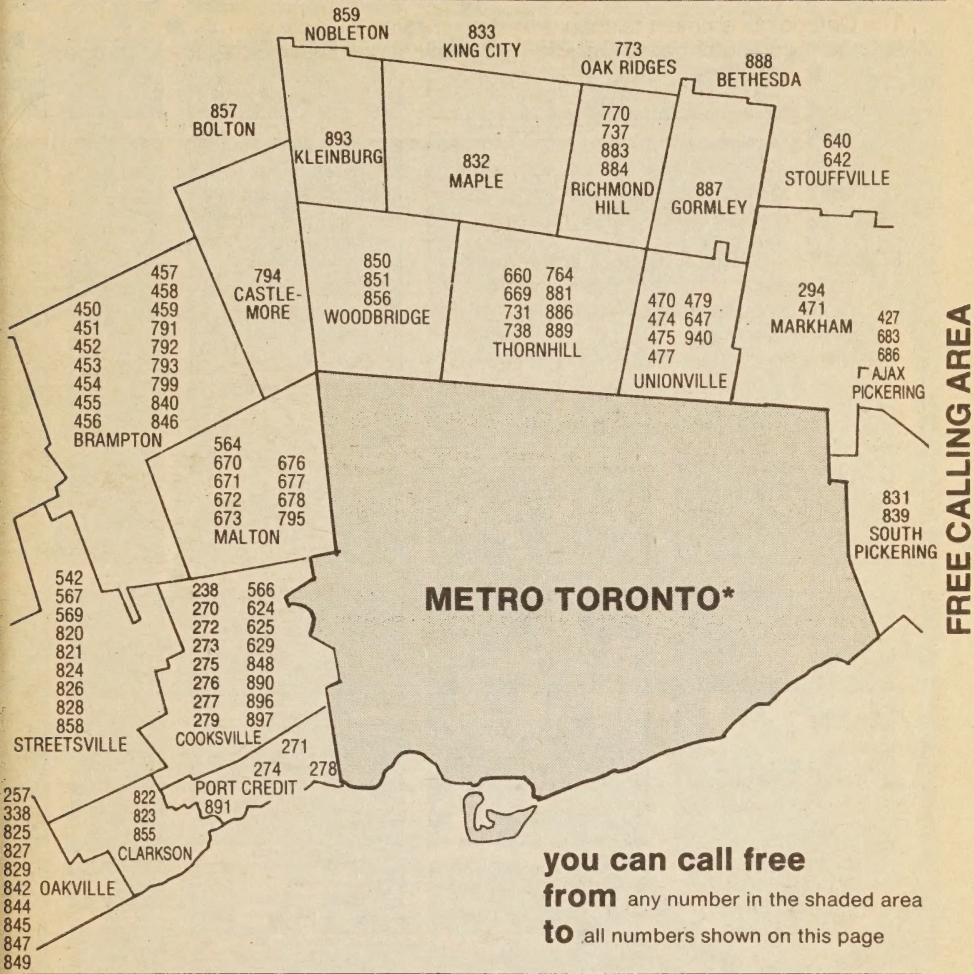 859
NOBLETON
833
KING CITY
773
OAK RIDGES
888
BETHESDA
857
BOLTON
893
KLEINBURG
832
MAPLE
770
737
883
884
RICHMOND
HILL
887
GORMLEY
640
642
STOUFFVILLE
794
CASTLE-
MORE
850
851
856
WOODBRIDGE
660 764
669 881
731 886
738 889
THORNHILL
470 479
474 647
475 940
477
UNIONVILLE
294
471
MARKHAM
427
683
686
AJAX
PICKERING
457
450 458
451 459
452 791
453 792
454 793
455 799
456 840
846
BRAMPTON
564
670 676
671 677
672 678
673 795
MALTON
831
839
SOUTH
PICKERING
FREE CALLING AREA
METRO TORONTO*
542
567
569
820
821
824
826
828
858
STREETSVILLE
238 566
270 624
272 625
273 629
275 848
276 890
277 896
279 897
COOKSVILLE
271
274 278
PORT CREDIT
891
822
823
855
CLARKSON
257
338
825
827
829
842 OAKVILLE
844
845
847
849
you can call free
from any number in the shaded area
to all numbers shown on this page